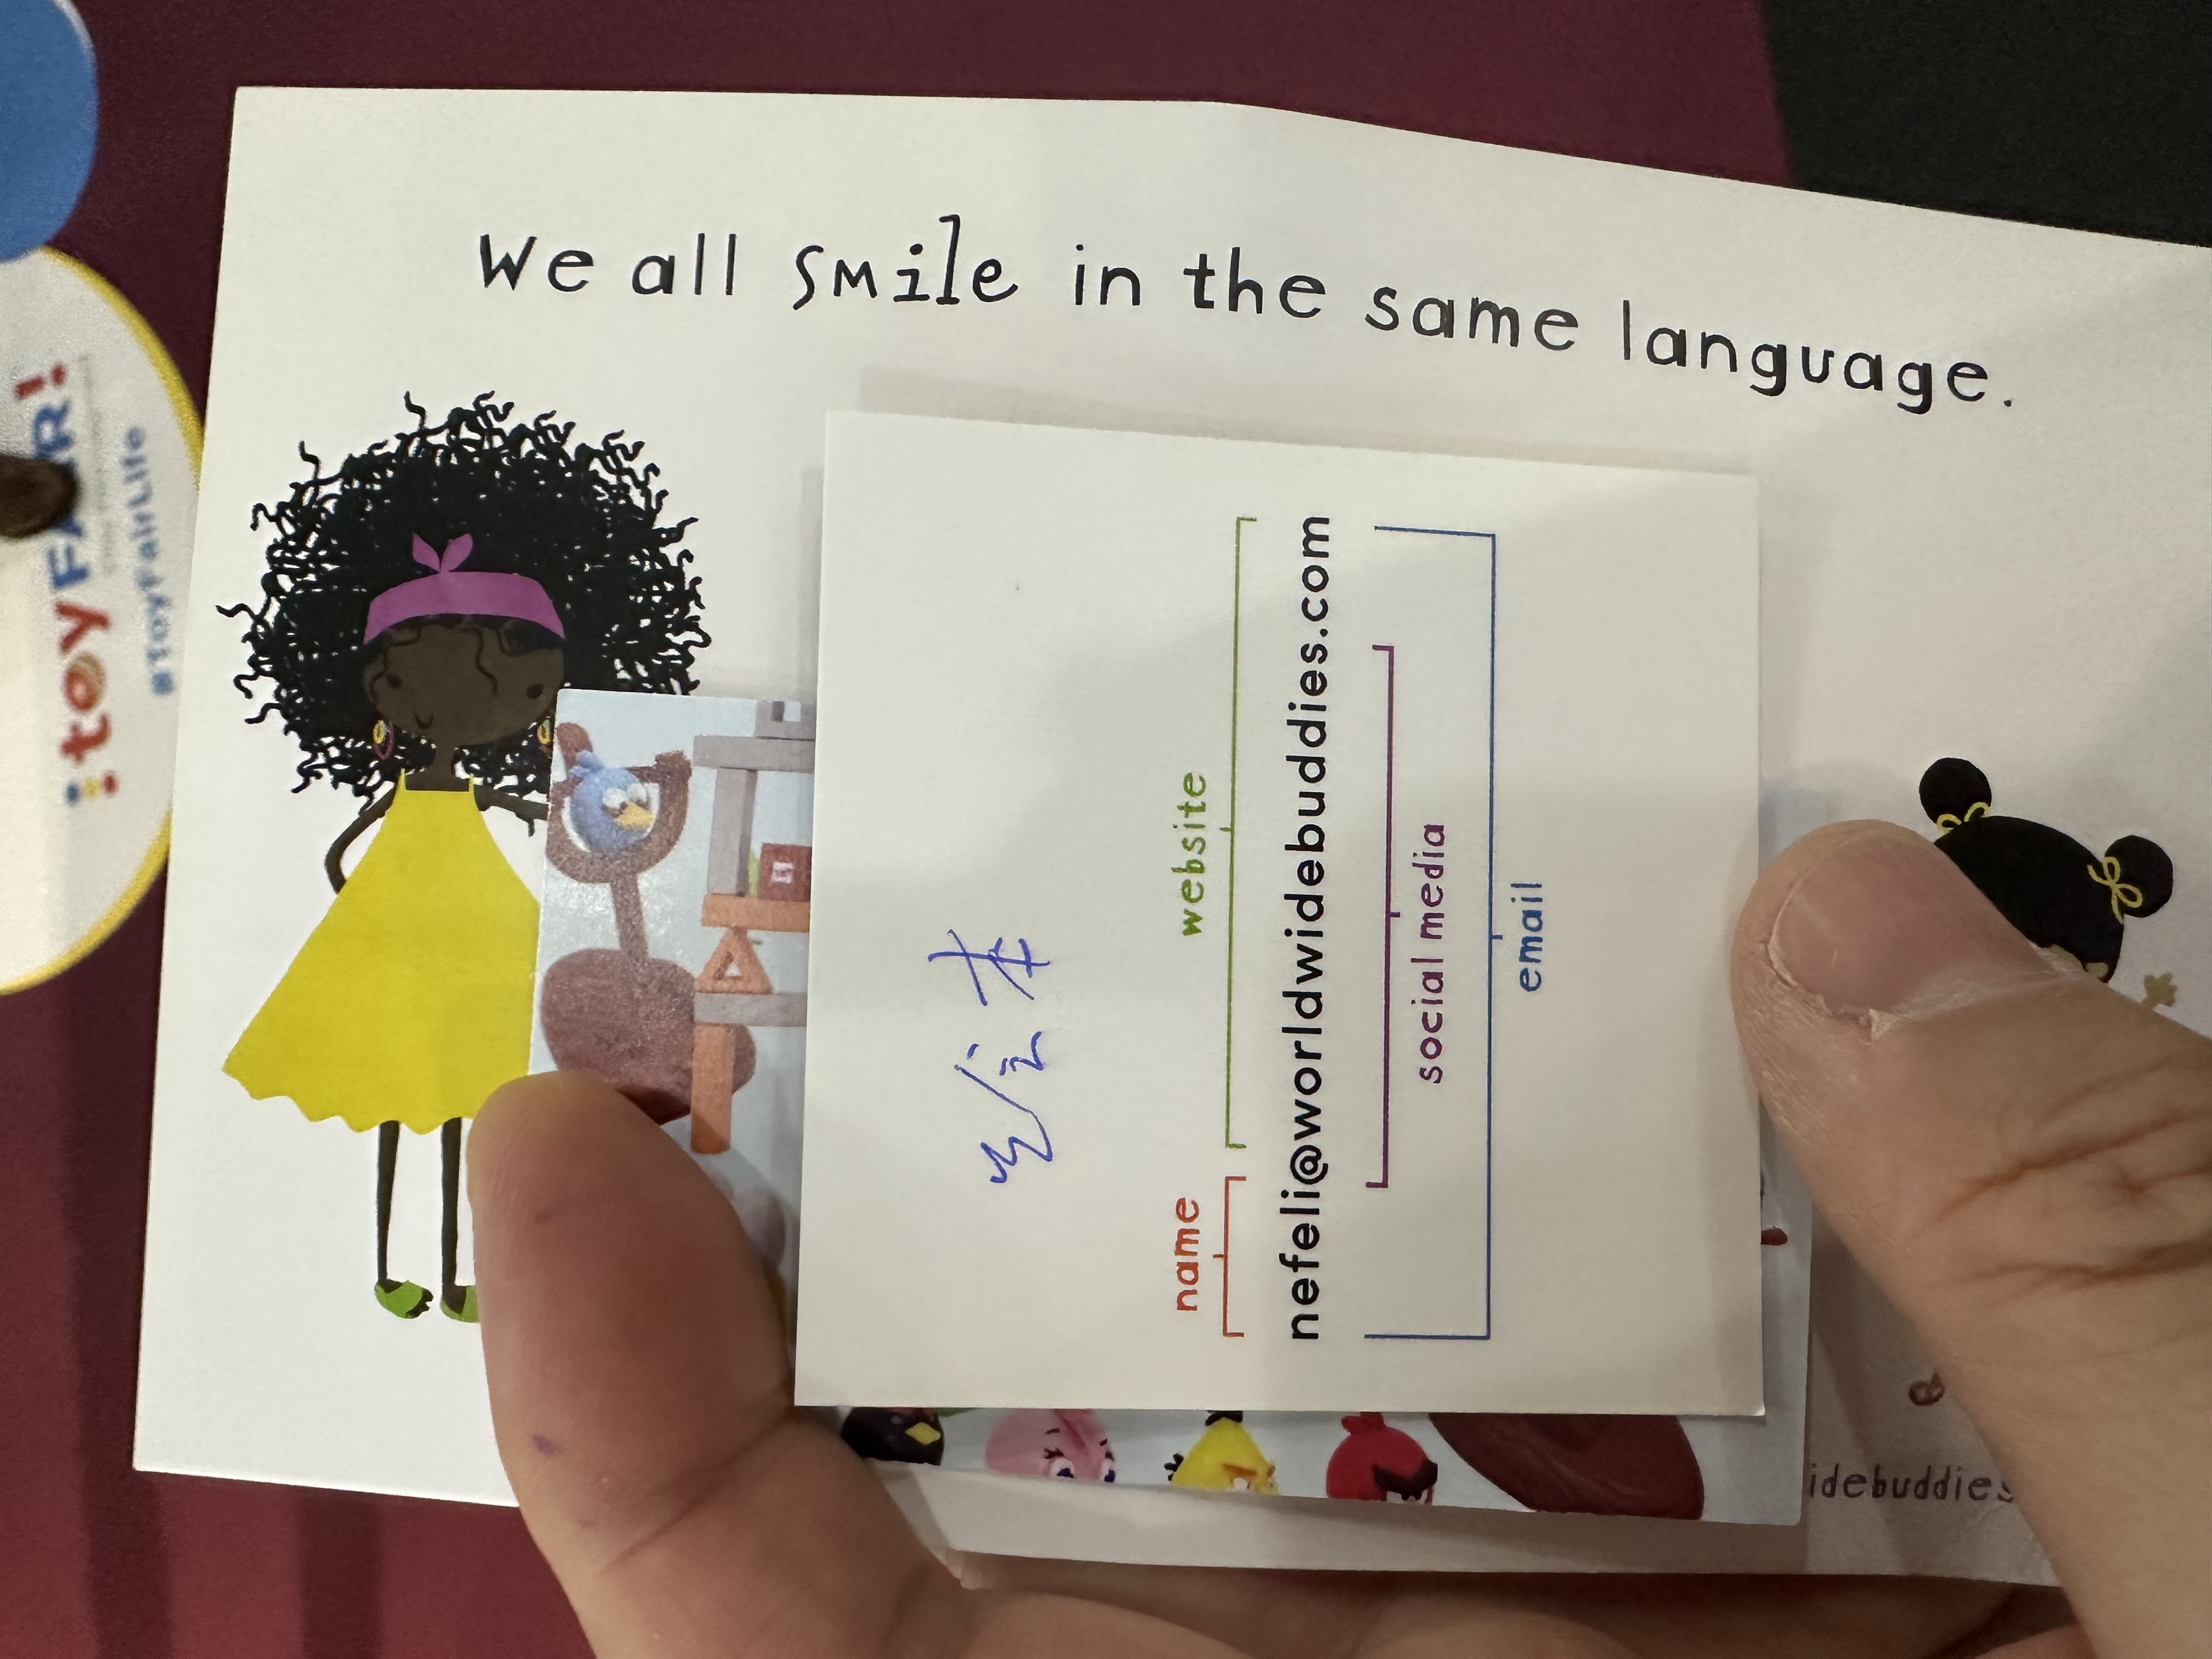 toyFAIR!
#ToyFairLife
We all smile in the same language.
绘本
name
website
nefeli@worldwidebuddies.com
social media
email
idebuddies